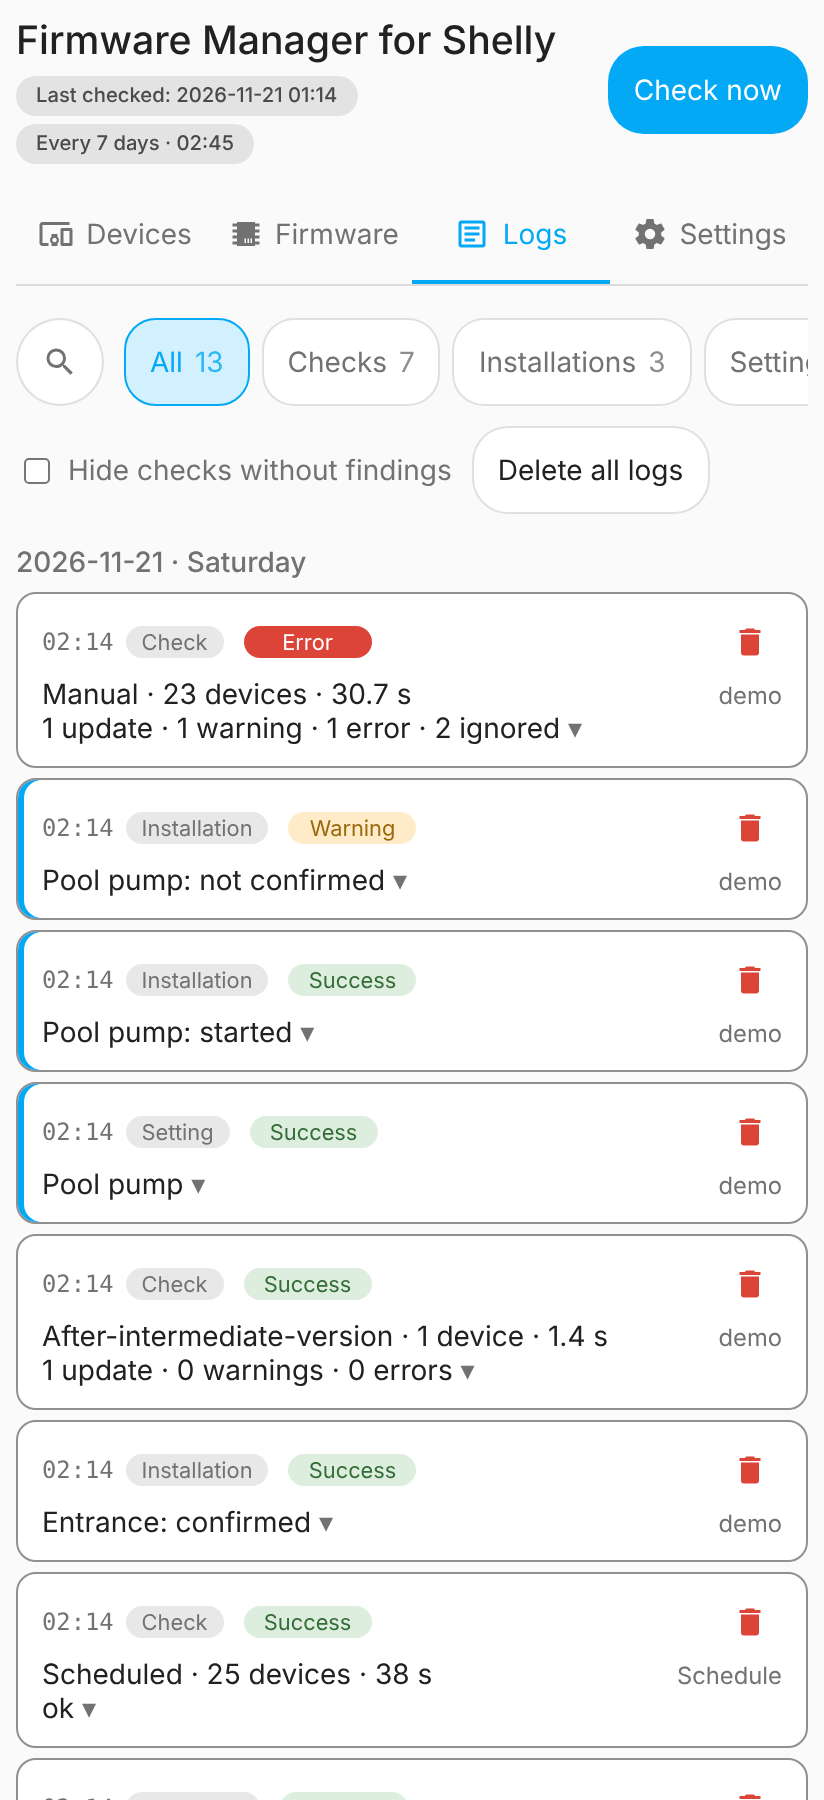 Firmware Manager for Shelly
Last checked: 2026-11-21 01:14
Every 7 days · 02:45
Check now
Devices
Firmware
Logs
Settings
All 13
Checks 7
Installations 3
Hide checks without findings
Delete all logs
2026-11-21 · Saturday
02:14 Check Error
Manual · 23 devices · 30.7 s
demo
1 update · 1 warning · 1 error · 2 ignored ▾
02:14 Installation Warning
Pool pump: not confirmed ▾
demo
02:14 Installation Success
Pool pump: started ▾
demo
02:14 Setting Success
Pool pump ▾
demo
02:14 Check Success
After-intermediate-version · 1 device · 1.4 s
demo
1 update · 0 warnings · 0 errors ▾
02:14 Installation Success
Entrance: confirmed ▾
demo
02:14 Check Success
Scheduled · 25 devices · 38 s
Schedule
ok ▾